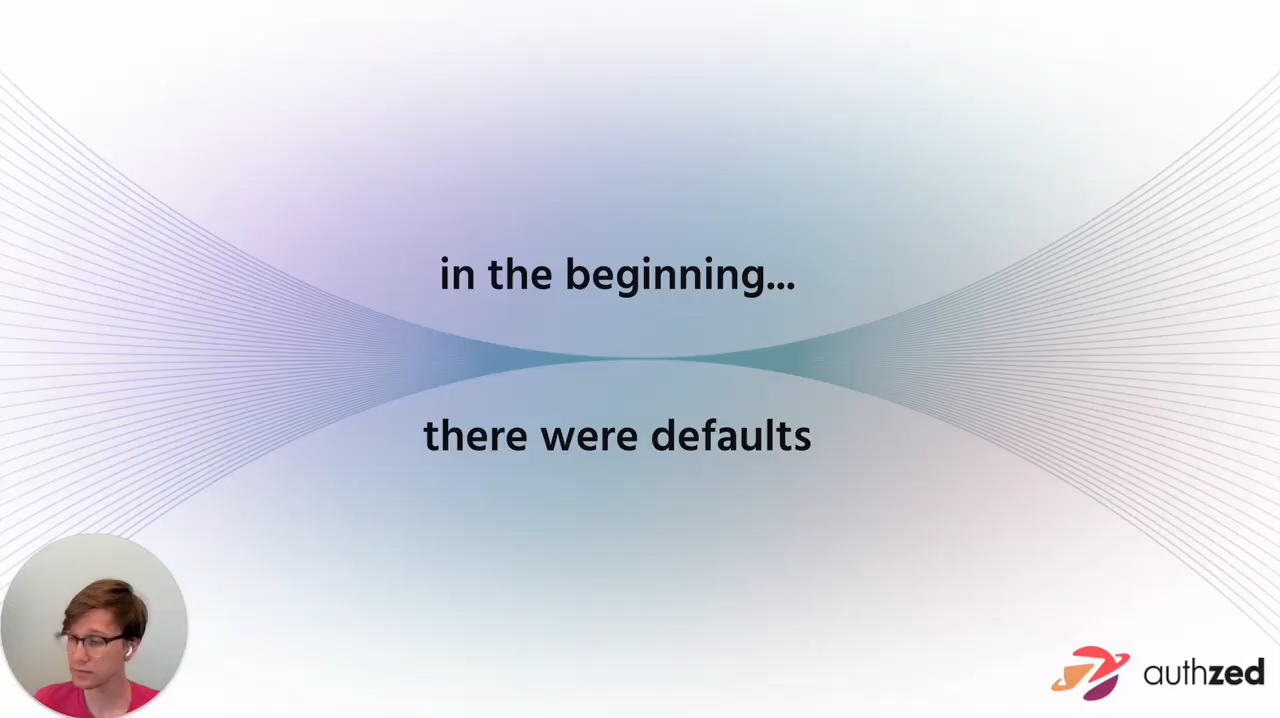 in the beginning...
there were defaults
authzed